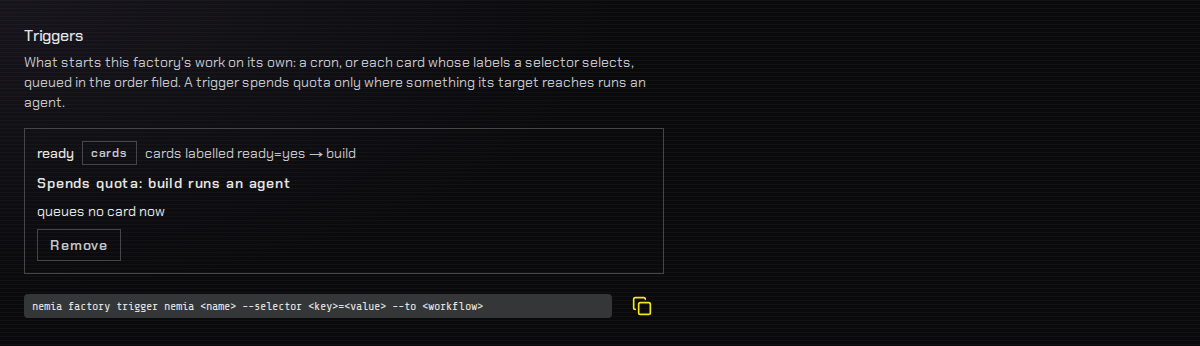 Triggers
What starts this factory's work on its own: a cron, or each card whose labels a selector selects,
queued in the order filed. A trigger spends quota only where something its target reaches runs an
agent.
ready cards cards labelled ready=yes → build
Spends quota: build runs an agent
queues no card now
Remove
nemia factory trigger nemia <name> --selector <key>=<value> --to <workflow>